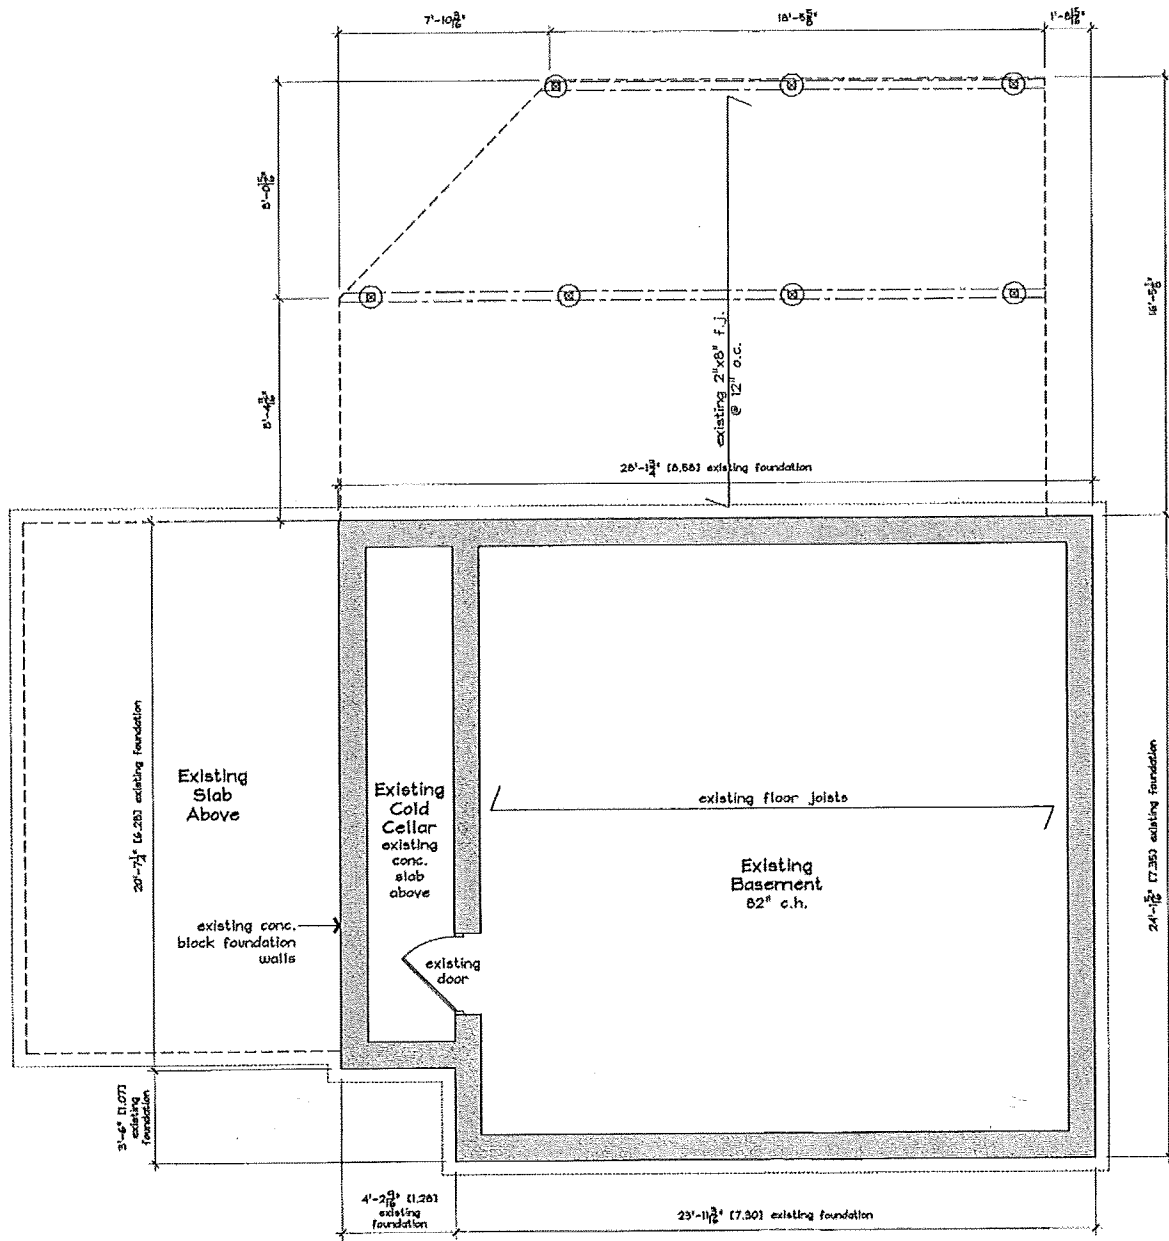 7'-10 3/16"
18'-5 5/8"
1'-8 15/16"
8'-0 15/16"
16'-5 1/8"
existing 2"x8" f.j.
@ 12" o.c.
28'-1 3/4" [8.58] existing foundation
Existing
Slab
Above
20'-7 1/4" [6.28] existing foundation
Existing
Cold
Cellar
existing
conc.
slab
above
existing floor joists
Existing
Basement
82" c.h.
24'-1 5/16" [7.35] existing foundation
existing conc.
block foundation
walls
existing
door
3'-6" [1.07]
existing
foundation
4'-2 9/16" [1.28]
existing
foundation
23'-11 3/16" [7.30] existing foundation